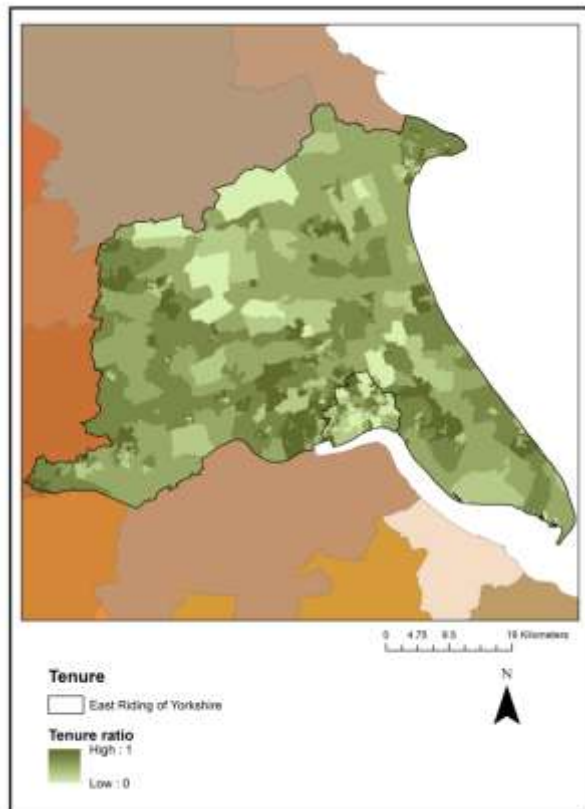 0 4.75 9.5 19 Kilometers
N
Tenure
East Riding of Yorkshire
Tenure ratio
High : 1
Low : 0